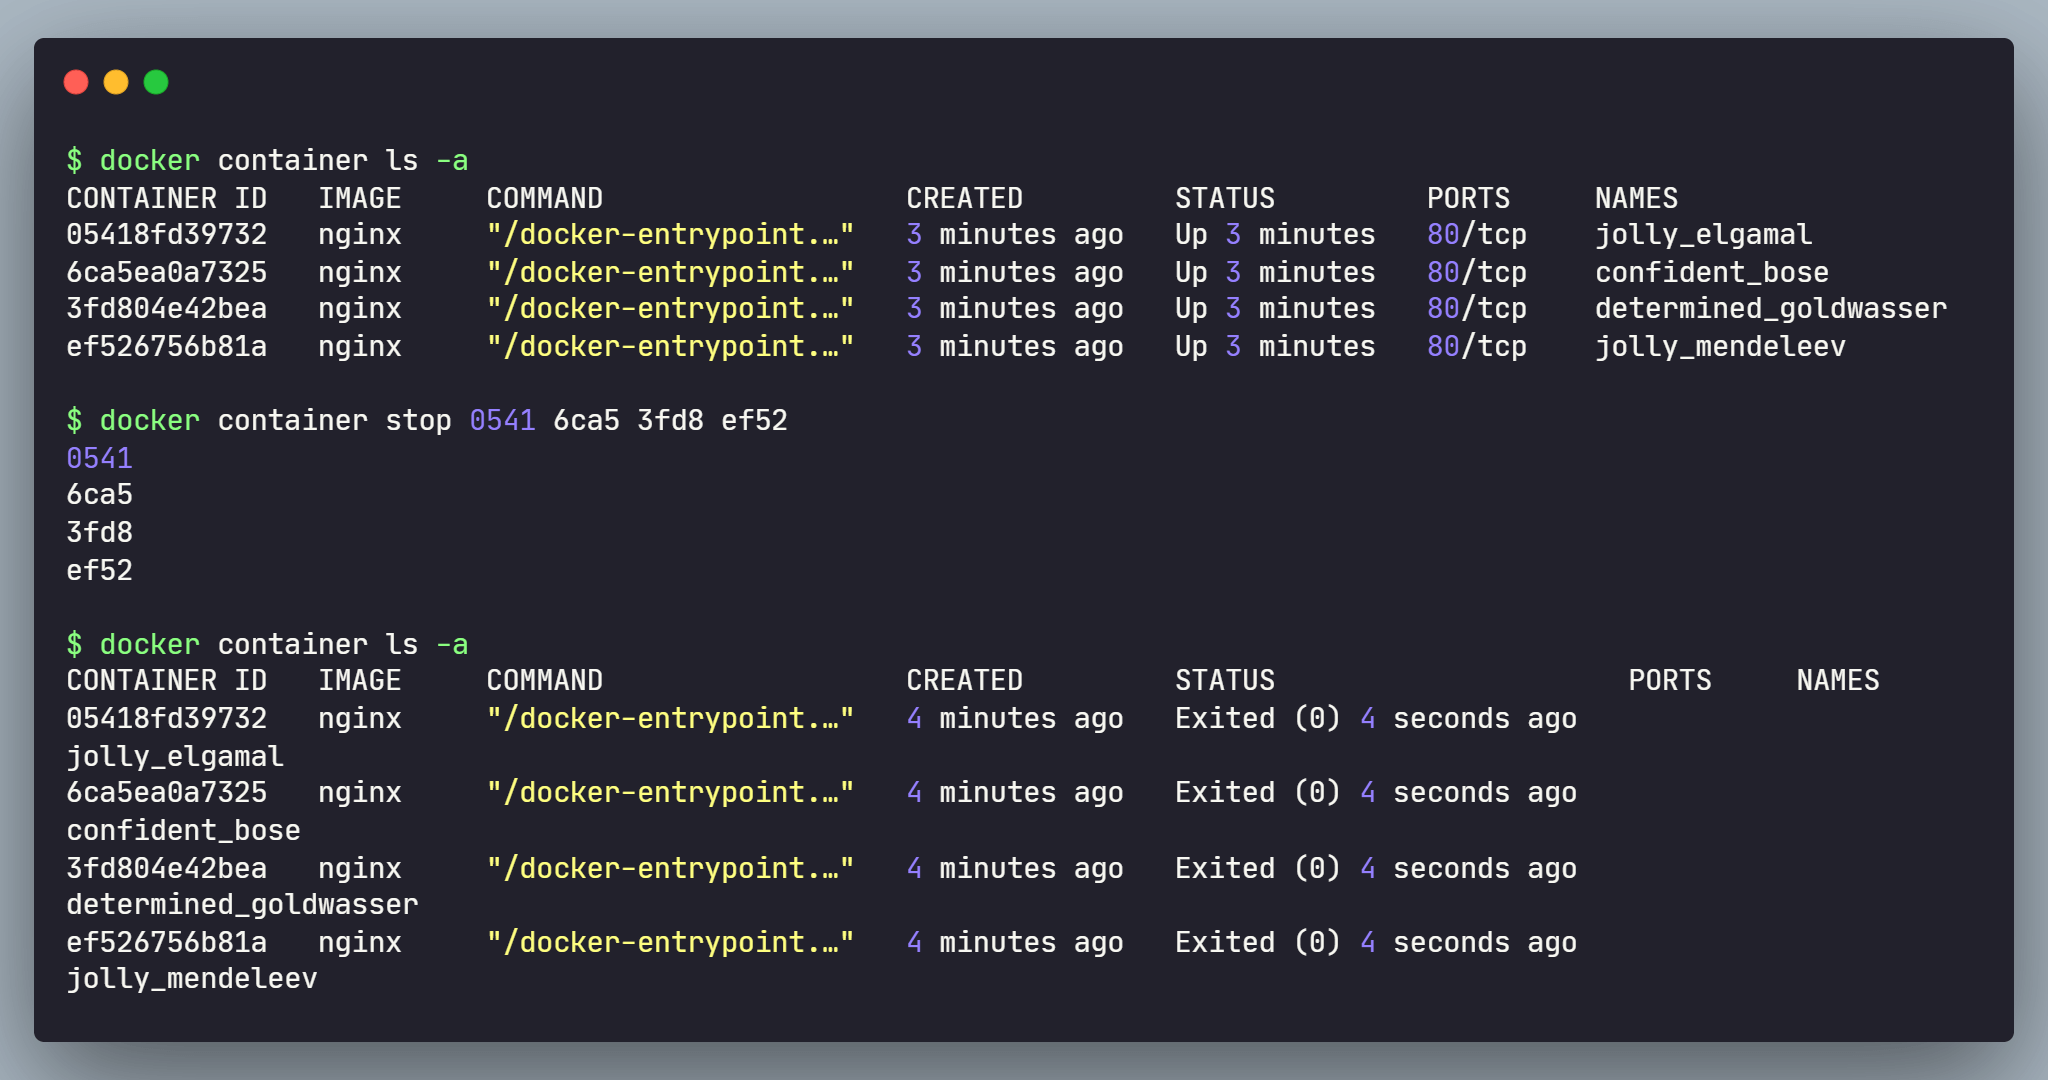 $ docker container ls -a
CONTAINER ID   IMAGE     COMMAND                  CREATED         STATUS         PORTS     NAMES
05418fd39732   nginx     "/docker-entrypoint.…"   3 minutes ago   Up 3 minutes   80/tcp    jolly_elgamal
6ca5ea0a7325   nginx     "/docker-entrypoint.…"   3 minutes ago   Up 3 minutes   80/tcp    confident_bose
3fd804e42bea   nginx     "/docker-entrypoint.…"   3 minutes ago   Up 3 minutes   80/tcp    determined_goldwasser
ef526756b81a   nginx     "/docker-entrypoint.…"   3 minutes ago   Up 3 minutes   80/tcp    jolly_mendeleev
$ docker container stop 0541 6ca5 3fd8 ef52
0541
6ca5
3fd8
ef52
$ docker container ls -a
CONTAINER ID   IMAGE     COMMAND                  CREATED         STATUS                     PORTS     NAMES
05418fd39732   nginx     "/docker-entrypoint.…"   4 minutes ago   Exited (0) 4 seconds ago
jolly_elgamal
6ca5ea0a7325   nginx     "/docker-entrypoint.…"   4 minutes ago   Exited (0) 4 seconds ago
confident_bose
3fd804e42bea   nginx     "/docker-entrypoint.…"   4 minutes ago   Exited (0) 4 seconds ago
determined_goldwasser
ef526756b81a   nginx     "/docker-entrypoint.…"   4 minutes ago   Exited (0) 4 seconds ago
jolly_mendeleev